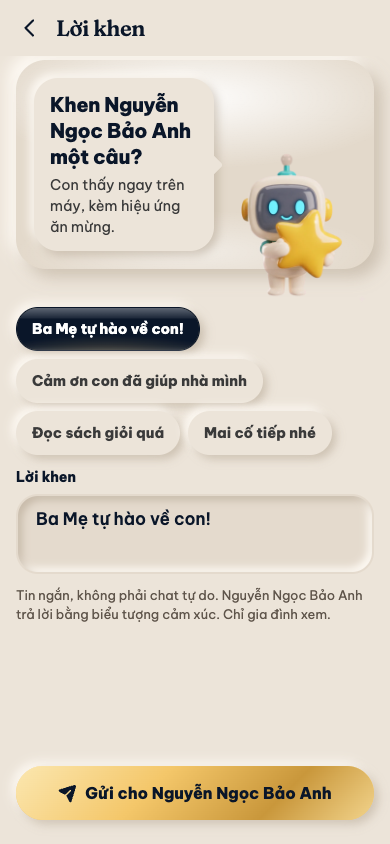 Lời khen
Khen Nguyễn
Ngọc Bảo Anh
một câu?
Con thấy ngay trên
máy, kèm hiệu ứng
ăn mừng.
Ba Mẹ tự hào về con!
Cảm ơn con đã giúp nhà mình
Đọc sách giỏi quá
Mai cố tiếp nhé
Lời khen
Ba Mẹ tự hào về con!
Tin ngắn, không phải chat tự do. Nguyễn Ngọc Bảo Anh
trả lời bằng biểu tượng cảm xúc. Chỉ gia đình xem.
Gửi cho Nguyễn Ngọc Bảo Anh